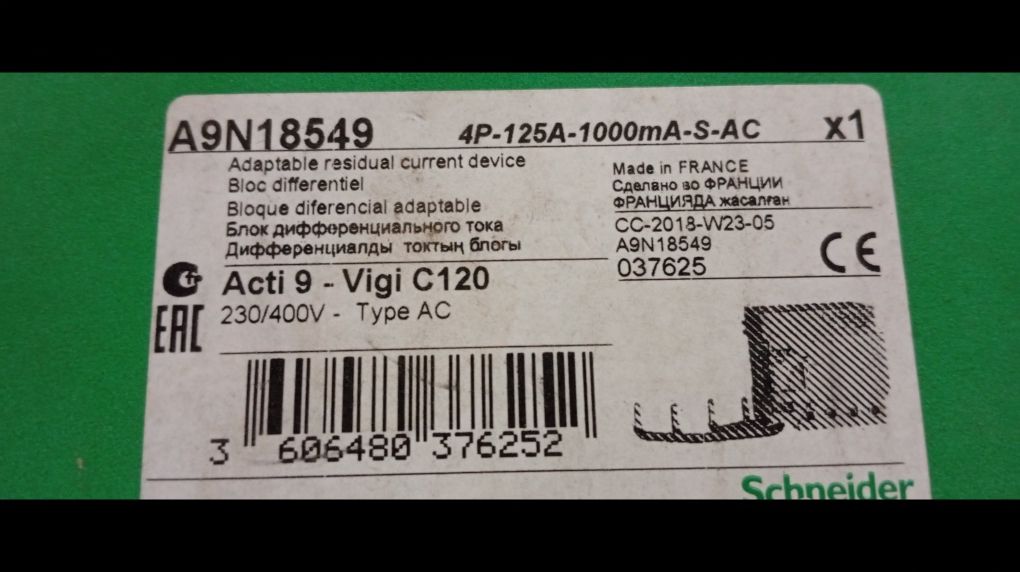 A9N18549 4P-125A-1000mA-S-AC x1
Adaptable residual current device
Bloc differentiel
Bloque diferencial adaptable
Блок дифференциального тока
Дифференциалды токтың блогы
Made in FRANCE
Сделано во ФРАНЦИИ
ФРАНЦИЯДА жасалған
CC-2018-W23-05
A9N18549
037625
CE
Acti 9 - Vigi C120
230/400V - Type AC
EAC
3 606480 376252
Schneider